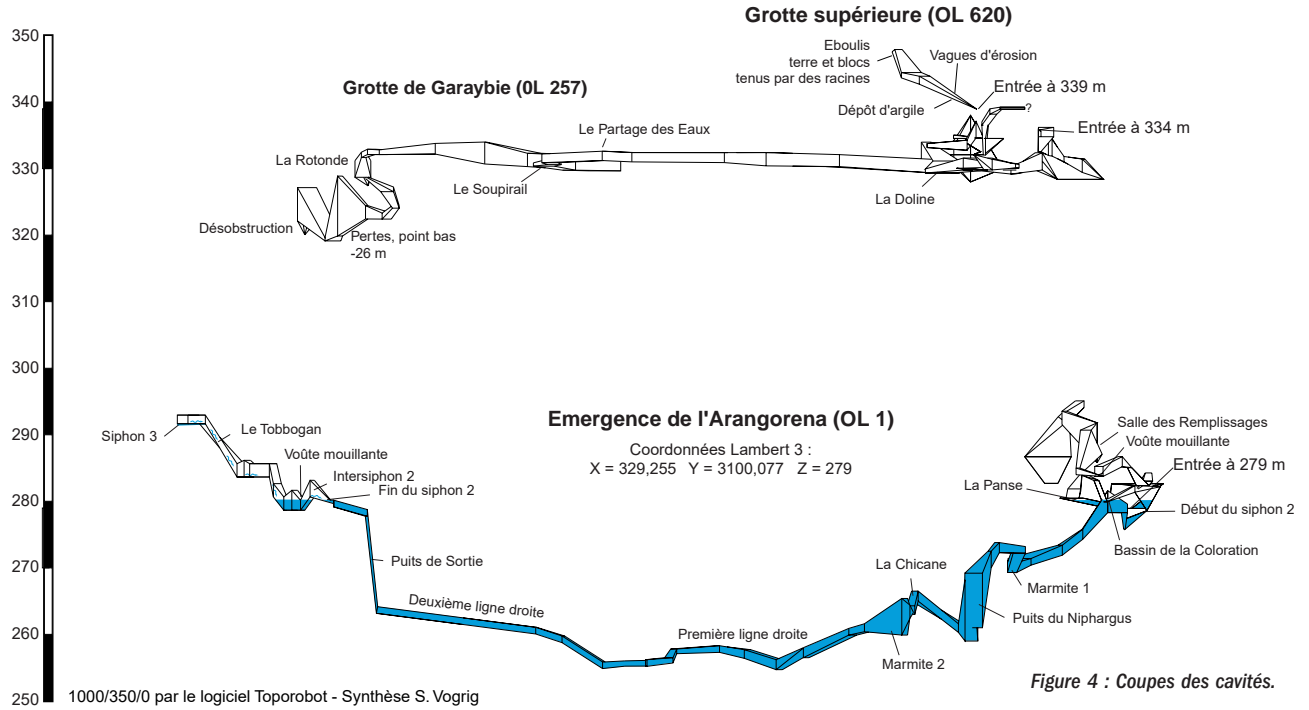 Grotte supérieure (OL 620)
350
Eboulis
terre et blocs
tenus par des racines
Vagues d'érosion
Grotte de Garaybie (0L 257)
Entrée à 339 m
340
Dépôt d'argile
?
Le Partage des Eaux
Entrée à 334 m
La Rotonde
330
Le Soupirail
La Doline
Désobstruction
320
Pertes, point bas
-26 m
310
300
290
Siphon 3
Le Tobbogan
Voûte mouillante
Intersiphon 2
Fin du siphon 2
Emergence de l'Arangorena (OL 1)
Coordonnées Lambert 3 :
X = 329,255 Y = 3100,077 Z = 279
Salle des Remplissages
Voûte mouillante
Entrée à 279 m
La Panse
280
Début du siphon 2
Bassin de la Coloration
Puits de Sortie
270
La Chicane
Marmite 1
Deuxième ligne droite
Puits du Niphargus
260
Première ligne droite
Marmite 2
250
1000/350/0 par le logiciel Toporobot - Synthèse S. Vogrig
Figure 4 : Coupes des cavités.